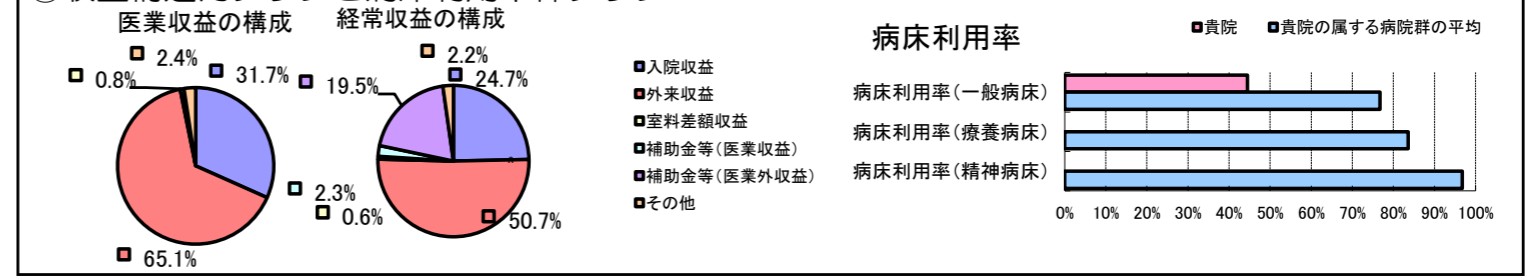 医業収益の構成
2.4%
0.8%
31.7%
65.1%
経常収益の構成
2.2%
19.5%
24.7%
2.3%
0.6%
50.7%
入院収益
外来収益
室料差額収益
補助金等(医業収益)
補助金等(医業外収益)
その他
病床利用率
貴院 貴院の属する病院群の平均
病床利用率(一般病床)
病床利用率(療養病床)
病床利用率(精神病床)
0% 10% 20% 30% 40% 50% 60% 70% 80% 90% 100%